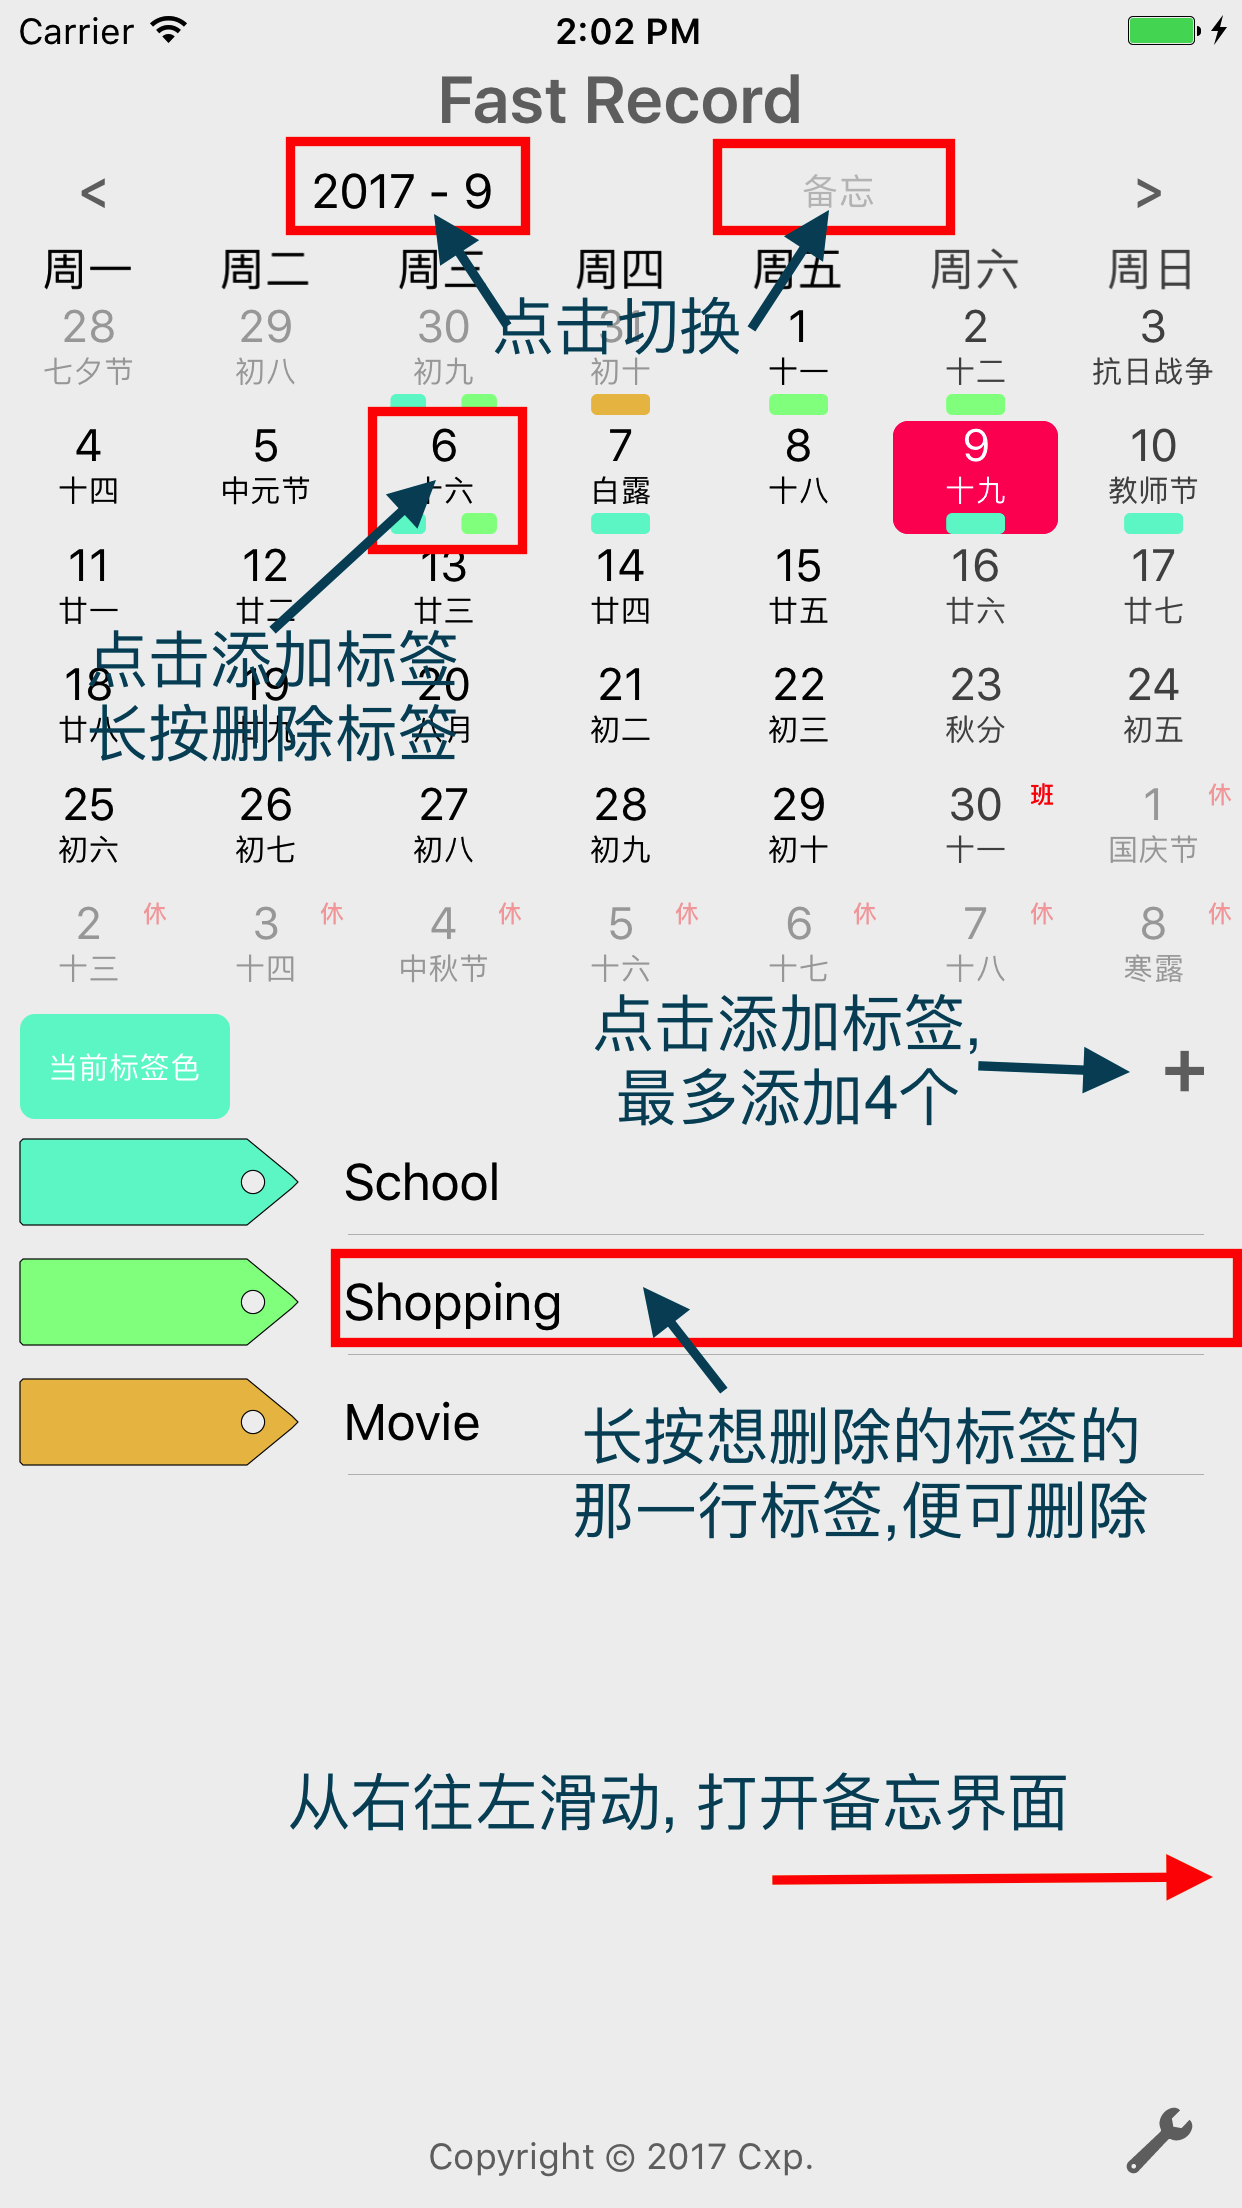 Carrier 2:02 PM
Fast Record
< 2017 - 9 备忘 >
周一 周二 周三 周四 周五 周六 周日
点击切换
28 29 30 31 1 2 3
七夕节 初八 初九 初十 十一 十二 抗日战争
4 5 6 7 8 9 10
十四 中元节 十六 白露 十八 十九 教师节
11 12 13 14 15 16 17
廿一 廿二 廿三 廿四 廿五 廿六 廿七
点击添加标签
18 19 20 21 22 23 24
长按删除标签
廿八 廿九 八月 初二 初三 秋分 初五
25 26 27 28 29 30 班 1 休
初六 初七 初八 初九 初十 十一 国庆节
2 休 3 休 4 休 5 休 6 休 7 休 8 休
十三 十四 中秋节 十六 十七 十八 寒露
点击添加标签,
当前标签色 +
最多添加4个
School
Shopping
Movie
长按想删除的标签的
那一行标签,便可删除
从右往左滑动, 打开备忘界面
Copyright © 2017 Cxp.